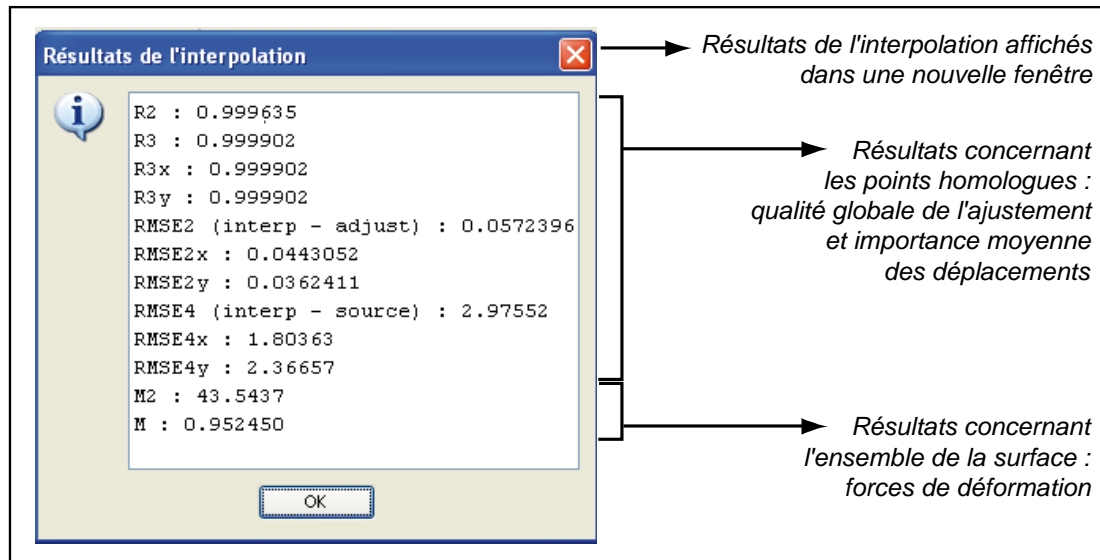 Résultats de l'interpolation
R2 : 0.999635
R3 : 0.999902
R3x : 0.999902
R3y : 0.999902
RMSE2 (interp - adjust) : 0.0572396
RMSE2x : 0.0443052
RMSE2y : 0.0362411
RMSE4 (interp - source) : 2.97552
RMSE4x : 1.80363
RMSE4y : 2.36657
M2 : 43.5437
M : 0.952450
OK
Résultats de l'interpolation affichés
dans une nouvelle fenêtre
Résultats concernant
les points homologues :
qualité globale de l'ajustement
et importance moyenne
des déplacements
Résultats concernant
l'ensemble de la surface :
forces de déformation